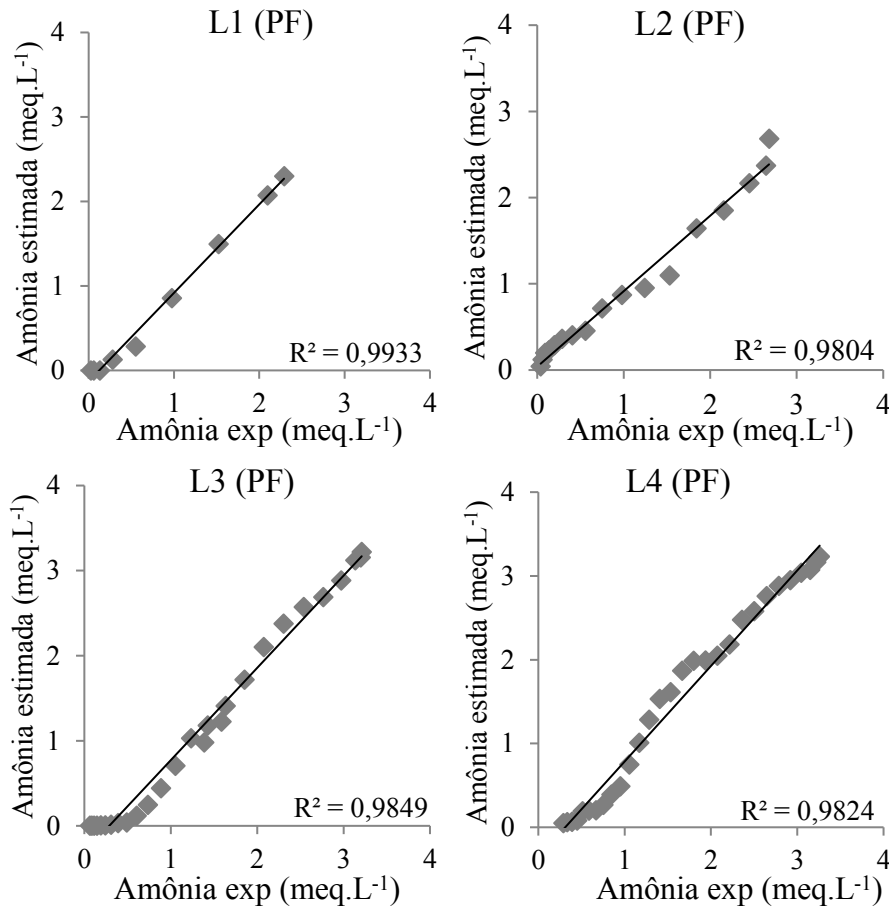 L1 (PF)
Amônia estimada (meq.L⁻¹)
4
3
2
1
0
R² = 0,9933
0 1 2 3 4
Amônia exp (meq.L⁻¹)
L2 (PF)
Amônia estimada (meq.L⁻¹)
4
3
2
1
0
R² = 0,9804
0 1 2 3 4
Amônia exp (meq.L⁻¹)
L3 (PF)
Amônia estimada (meq.L⁻¹)
4
3
2
1
0
R² = 0,9849
0 1 2 3 4
Amônia exp (meq.L⁻¹)
L4 (PF)
Amônia estimada (meq.L⁻¹)
4
3
2
1
0
R² = 0,9824
0 1 2 3 4
Amônia exp (meq.L⁻¹)